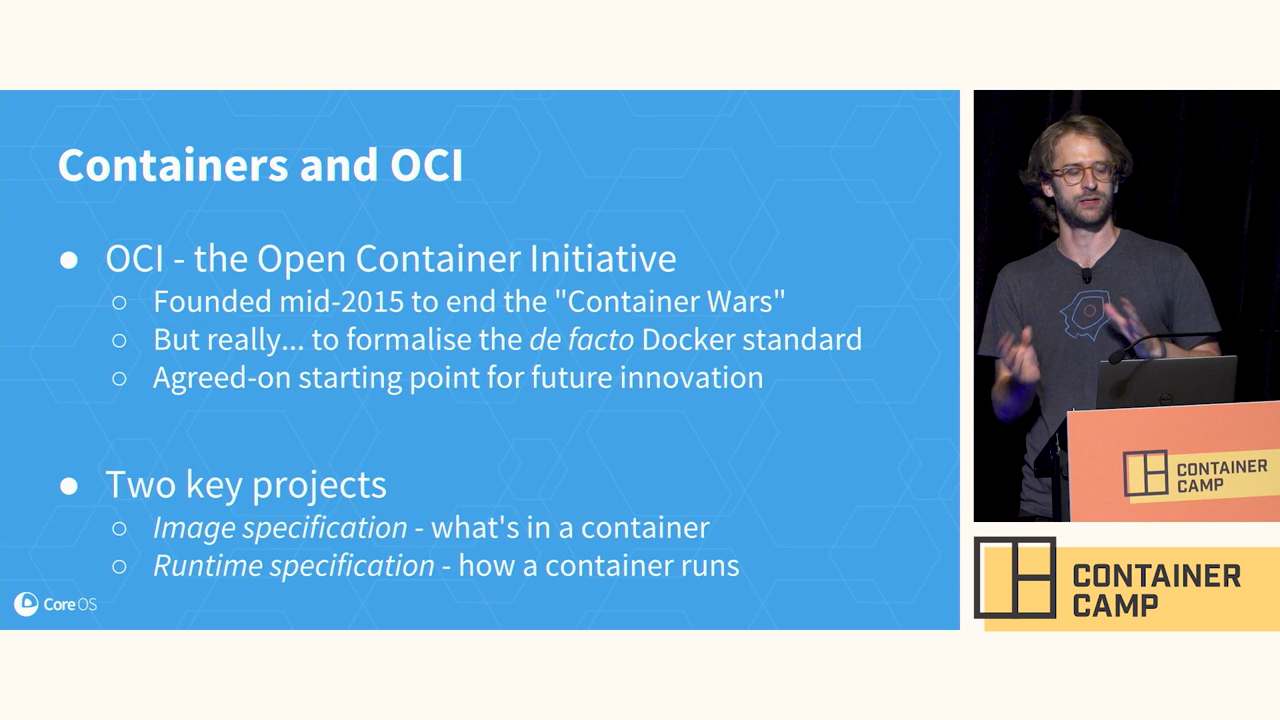 Containers and OCI
● OCI - the Open Container Initiative
○ Founded mid-2015 to end the "Container Wars"
○ But really... to formalise the de facto Docker standard
○ Agreed-on starting point for future innovation
● Two key projects
○ Image specification - what's in a container
○ Runtime specification - how a container runs
Core OS
CONTAINER
CAMP
CONTAINER
CAMP